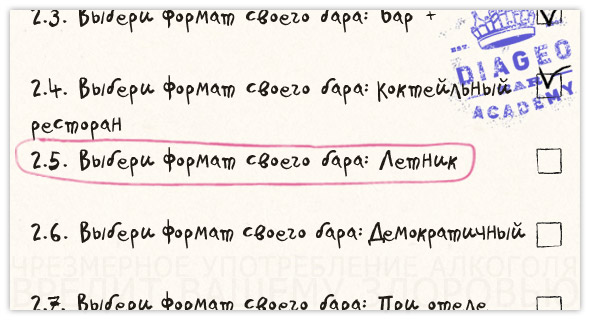 2.3. Выбери формат своего бара: Бар +
EST.
DIAGEO
BAR
ACADEMY
2.4. Выбери формат своего бара: Коктейльный
ресторан
2.5. Выбери формат своего бара: Летник
2.6. Выбери формат своего бара: Демократичный
ЧРЕЗМЕРНОЕ УПОТРЕБЛЕНИЕ АЛКОГОЛЯ
ВРЕДИТ ВАШЕМУ ЗДОРОВЬЮ
2.7. Выбери формат своего бара: При отеле